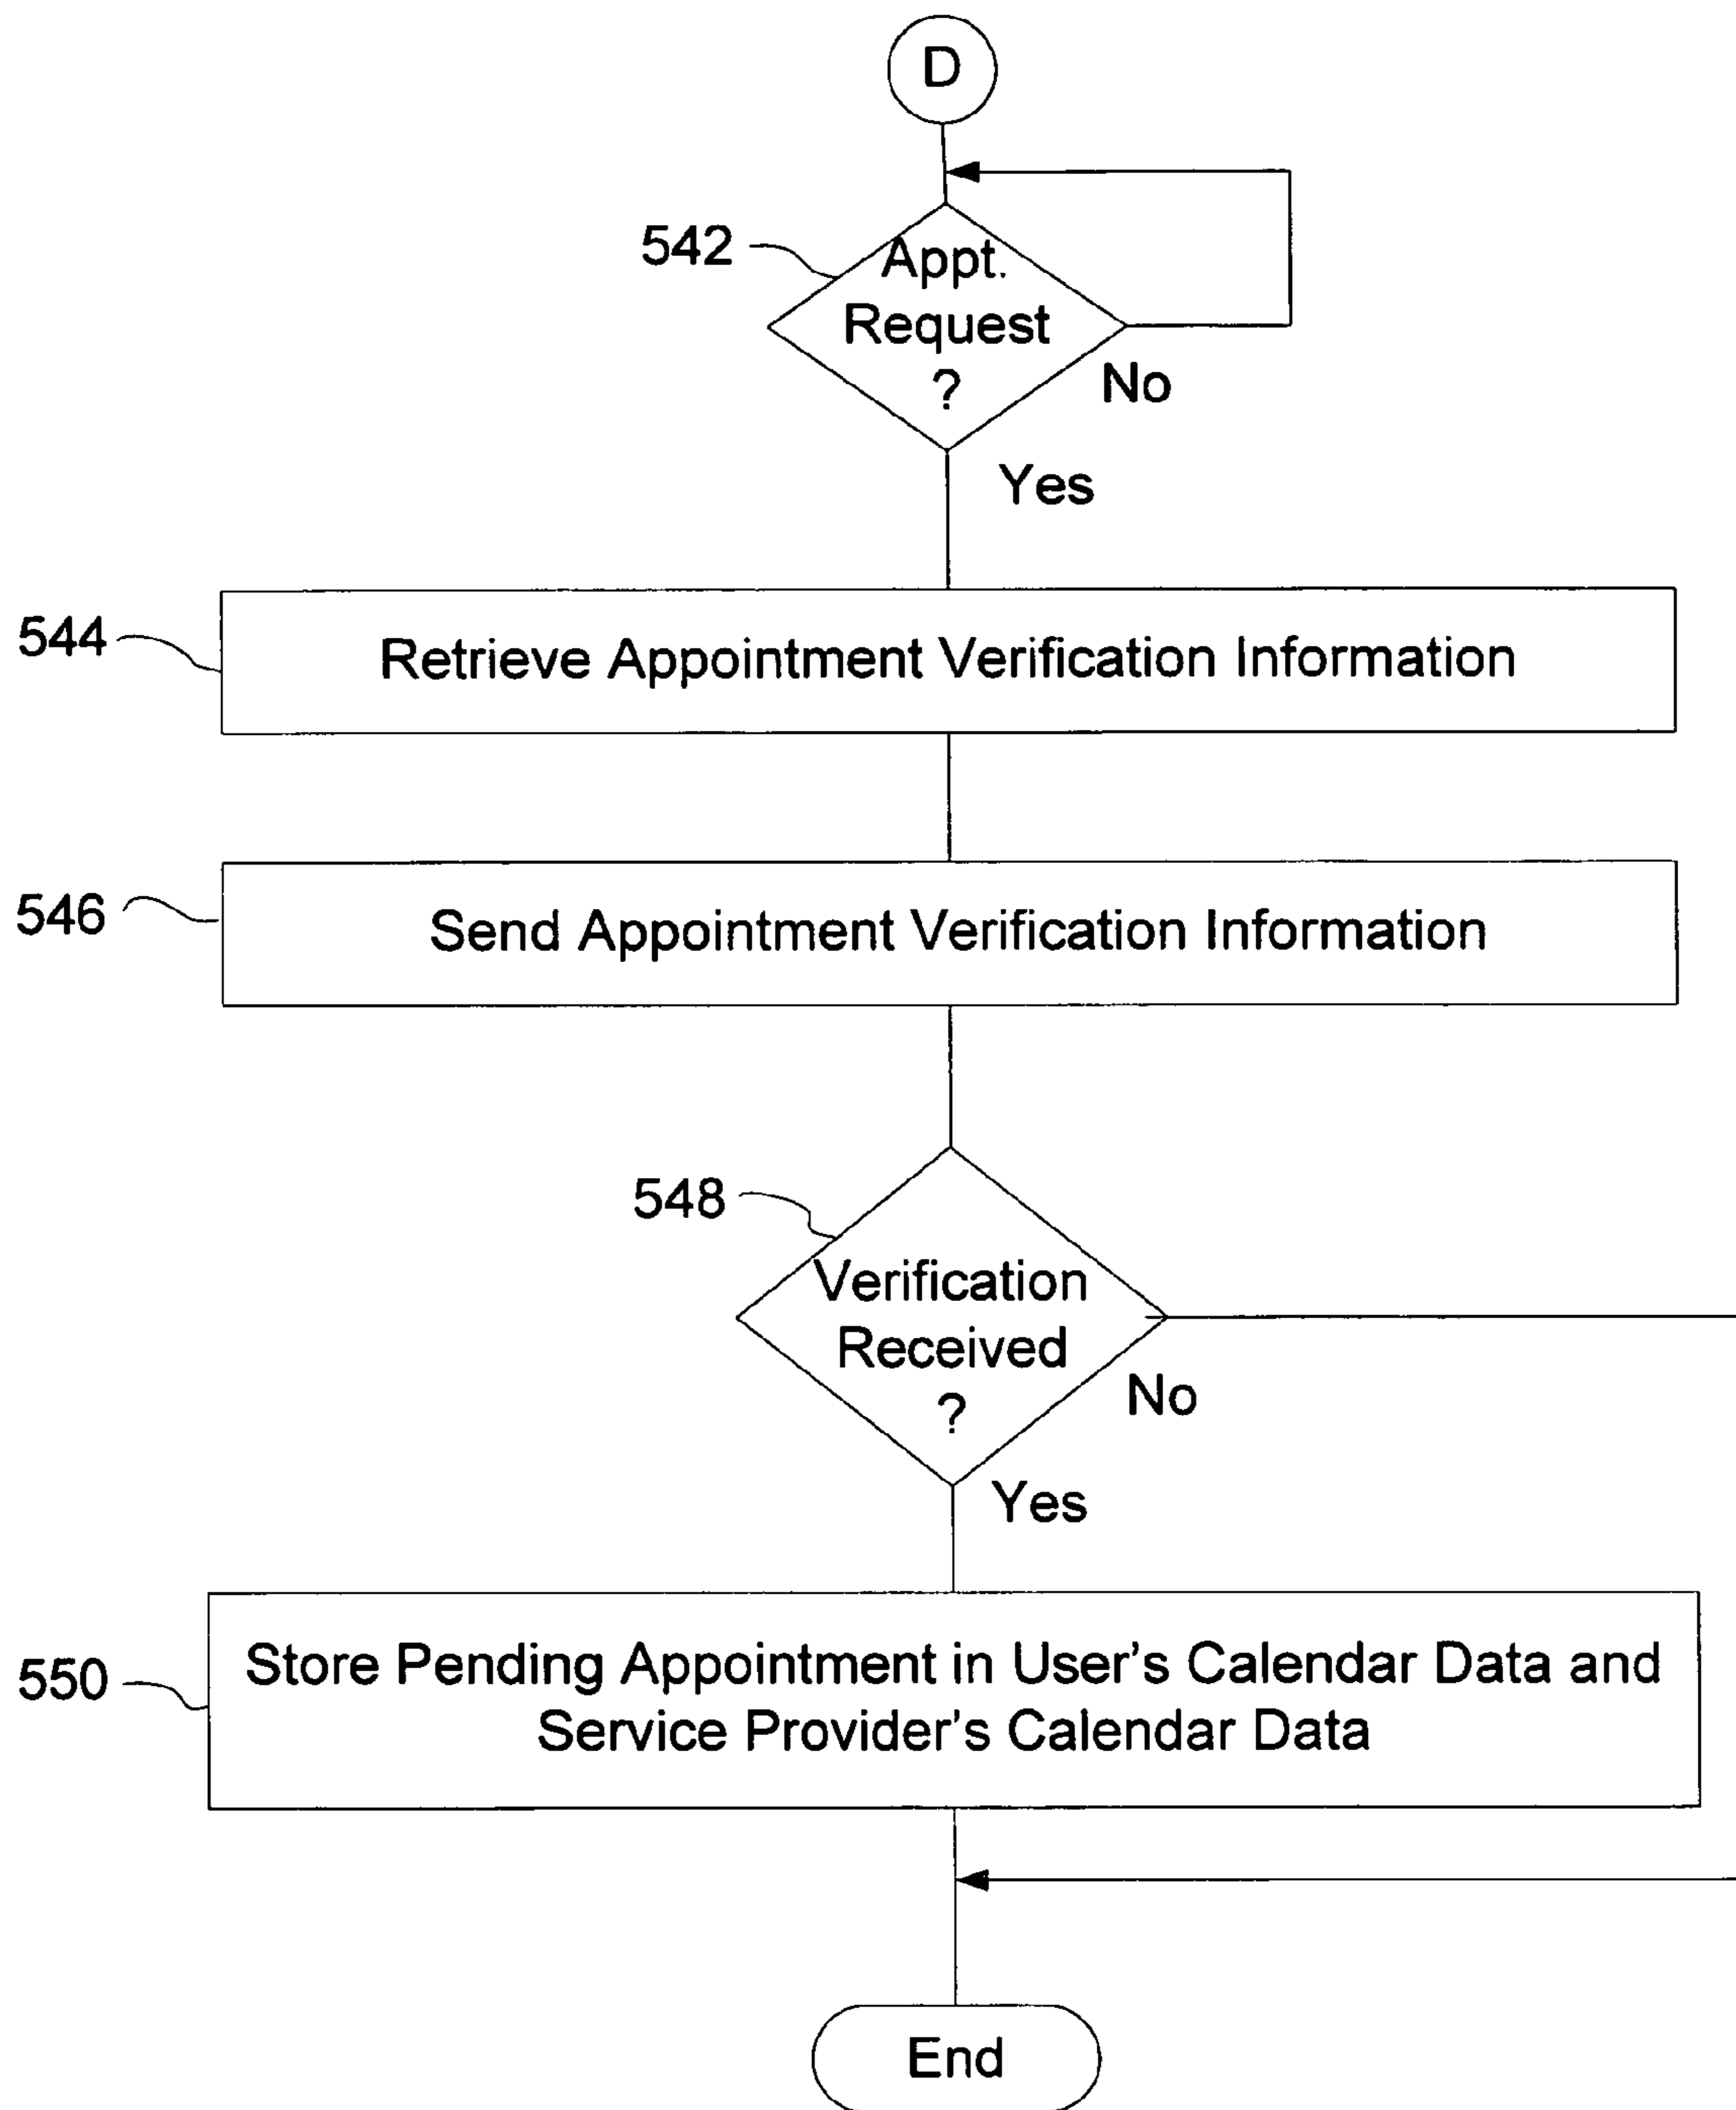 D
542
Appt.
Request
?
No
Yes
544
Retrieve Appointment Verification Information
546
Send Appointment Verification Information
548
Verification
Received
?
No
Yes
550
Store Pending Appointment in User's Calendar Data and
Service Provider's Calendar Data
End